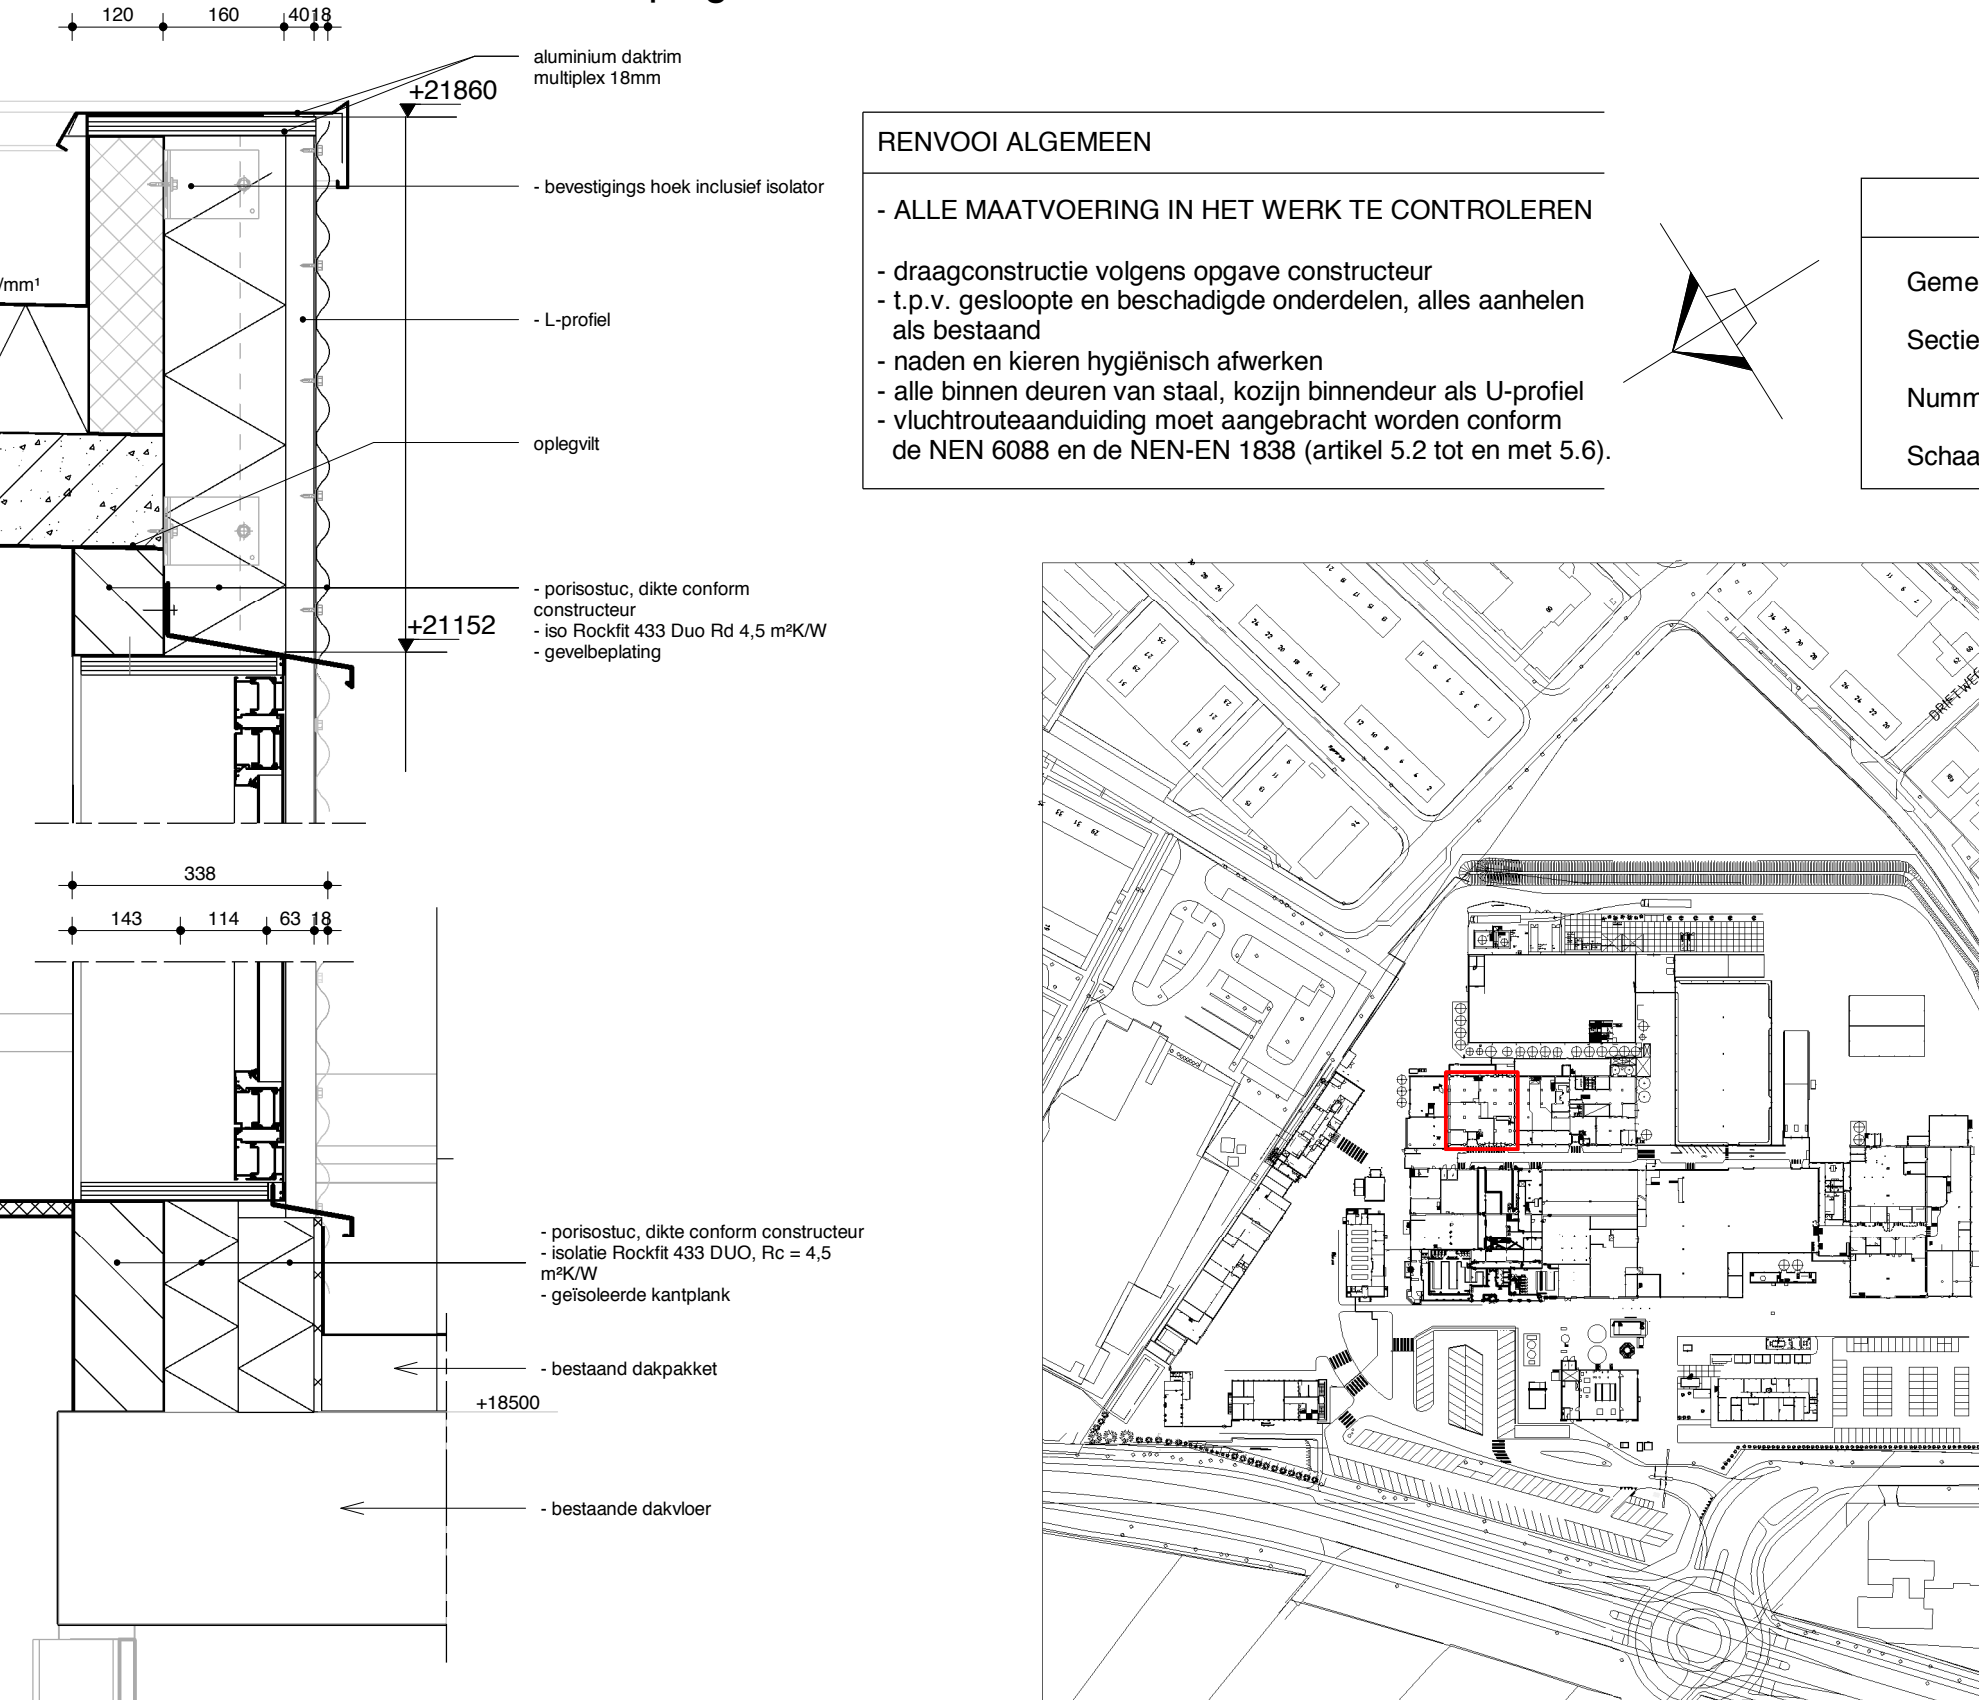 120 160 40 18
aluminium daktrim
multiplex 18mm
+21860
- bevestigings hoek inclusief isolator
/mm¹
- L-profiel
oplegvilt
- porisostuc, dikte conform
constructeur
- iso Rockfit 433 Duo Rd 4,5 m²K/W
- gevelbeplating
+21152
338
143 114 63 18
- porisostuc, dikte conform constructeur
- isolatie Rockfit 433 DUO, Rc = 4,5
m²K/W
- geïsoleerde kantplank
- bestaand dakpakket
+18500
- bestaande dakvloer
RENVOOI ALGEMEEN
- ALLE MAATVOERING IN HET WERK TE CONTROLEREN
- draagconstructie volgens opgave constructeur
- t.p.v. gesloopte en beschadigde onderdelen, alles aanhelen
als bestaand
- naden en kieren hygiënisch afwerken
- alle binnen deuren van staal, kozijn binnendeur als U-profiel
- vluchtrouteaanduiding moet aangebracht worden conform
de NEN 6088 en de NEN-EN 1838 (artikel 5.2 tot en met 5.6).
Geme
Sectie
Numm
Schaa
DRIFTWEG